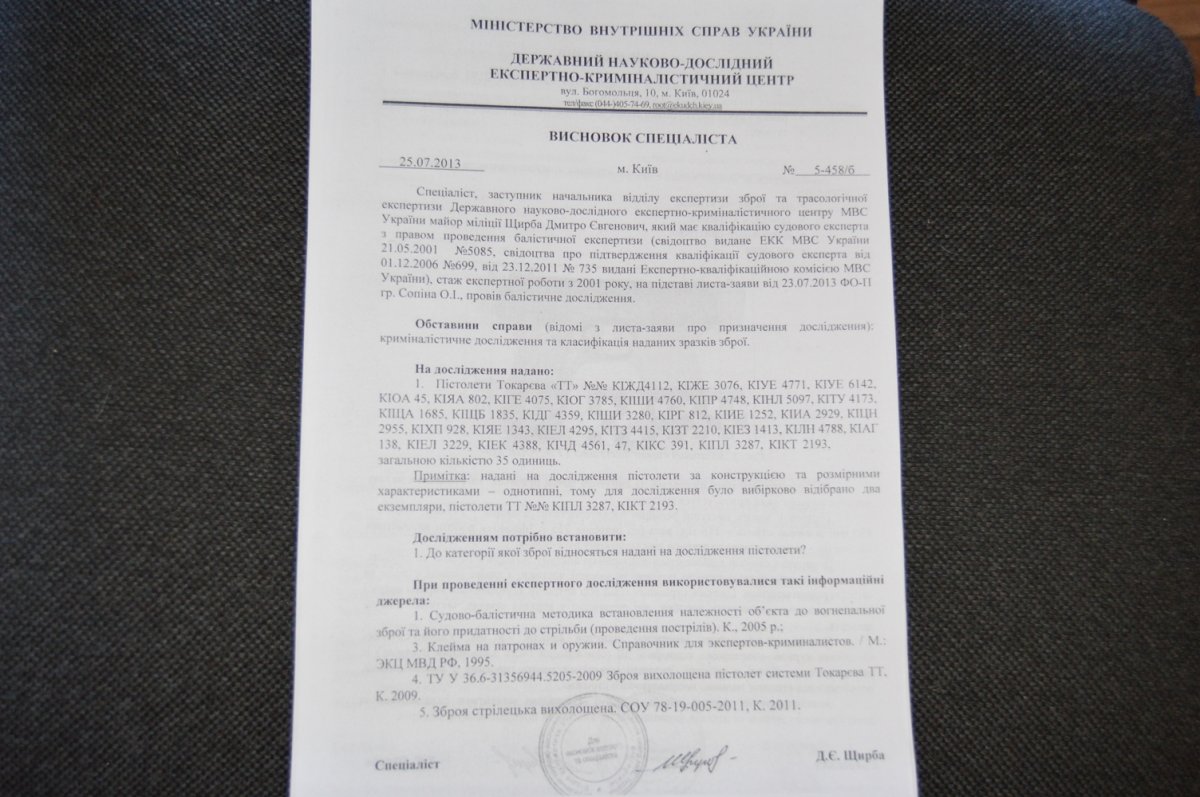 МІНІСТЕРСТВО ВНУТРІШНІХ СПРАВ УКРАЇНИ
ДЕРЖАВНИЙ НАУКОВО-ДОСЛІДНИЙ
ЕКСПЕРТНО-КРИМІНАЛІСТИЧНИЙ ЦЕНТР
вул. Богомольця, 10, м. Київ, 01024
тел/факс (044-)405-74-69, root@ekudch.kiev.ua
ВИСНОВОК СПЕЦІАЛІСТА
25.07.2013 м. Київ № 5-458/б
Спеціаліст, заступник начальника відділу експертизи зброї та трасологічної
експертизи Державного науково-дослідного експертно-криміналістичного центру МВС
України майор міліції Щирба Дмитро Євгенович, який має кваліфікацію судового експерта
з правом проведення балістичної експертизи (свідоцтво видане ЕКК МВС України
21.05.2001 №5085, свідоцтва про підтвердження кваліфікації судового експерта від
01.12.2006 №699, від 23.12.2011 № 735 видані Експертно-кваліфікаційною комісією МВС
України), стаж експертної роботи з 2001 року, на підставі листа-заяви від 23.07.2013 ФО-П
гр. Сопіна О.І., провів балістичне дослідження.
Обставини справи (відомі з листа-заяви про призначення дослідження):
криміналістичне дослідження та класифікація наданих зразків зброї.
На дослідження надано:
1. Пістолети Токарєва «ТТ» №№ КІЖД4112, КІЖЕ 3076, КІУЕ 4771, КІУЕ 6142,
КІОА 45, КІЯА 802, КІГЕ 4075, КІОГ 3785, КІШИ 4760, КІПР 4748, КІНЛ 5097, КІТУ 4173,
КІЩА 1685, КІЩБ 1835, КІДГ 4359, КІШИ 3280, КІРГ 812, КІИЕ 1252, КІИА 2929, КІЦН
2955, КІХП 928, КІЯЕ 1343, КІЕЛ 4295, КІТЗ 4415, КІЗТ 2210, КІЕЗ 1413, КІЛН 4788, КІАГ
138, КІЕЛ 3229, КІЕК 4388, КІЧД 4561, 47, КІКС 391, КІПЛ 3287, КІКТ 2193,
загальною кількістю 35 одиниць.
Примітка: надані на дослідження пістолети за конструкцією та розмірними
характеристиками – однотипні, тому для дослідження було вибірково відібрано два
екземпляри, пістолети ТТ №№ КІПЛ 3287, КІКТ 2193.
Дослідженням потрібно встановити:
1. До категорії якої зброї відносяться надані на дослідження пістолети?
При проведенні експертного дослідження використовувалися такі інформаційні
джерела:
1. Судово-балістична методика встановлення належності об’єкта до вогнепальної
зброї та його придатності до стрільби (проведення пострілів). К., 2005 р.;
3. Клейма на патронах и оружии. Справочник для экспертов-криминалистов. / М.:
ЭКЦ МВД РФ, 1995.
4. ТУ У 36.6-31356944.5205-2009 Зброя вихолощена пістолет системи Токарєва ТТ,
К. 2009.
5. Зброя стрілецька вихолощена. СОУ 78-19-005-2011, К. 2011.
Для
Спеціаліст Д.Є. Щирба